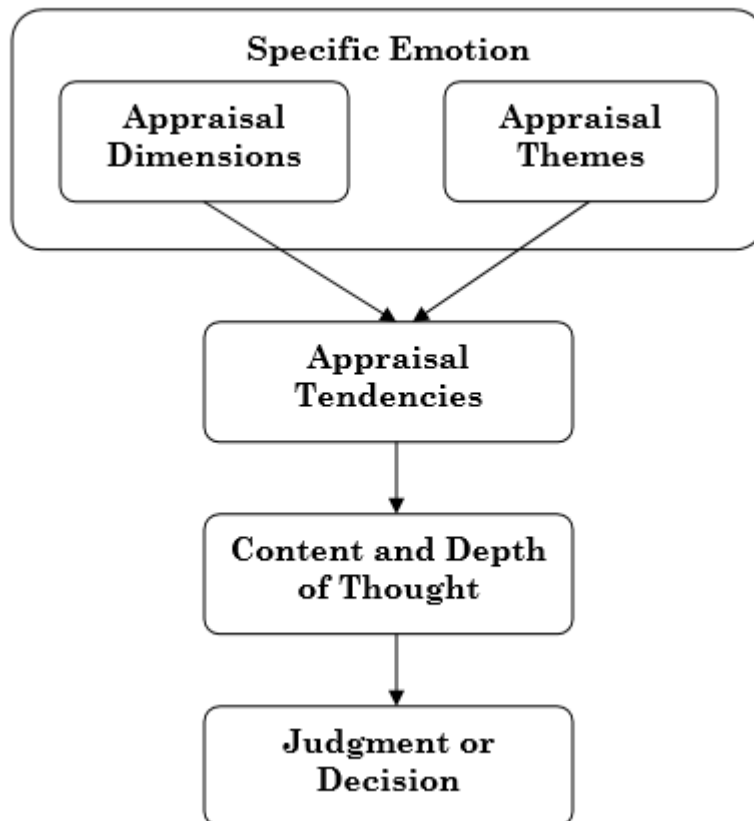 Specific Emotion
Appraisal
Dimensions
Appraisal
Themes
Appraisal
Tendencies
Content and Depth
of Thought
Judgment or
Decision